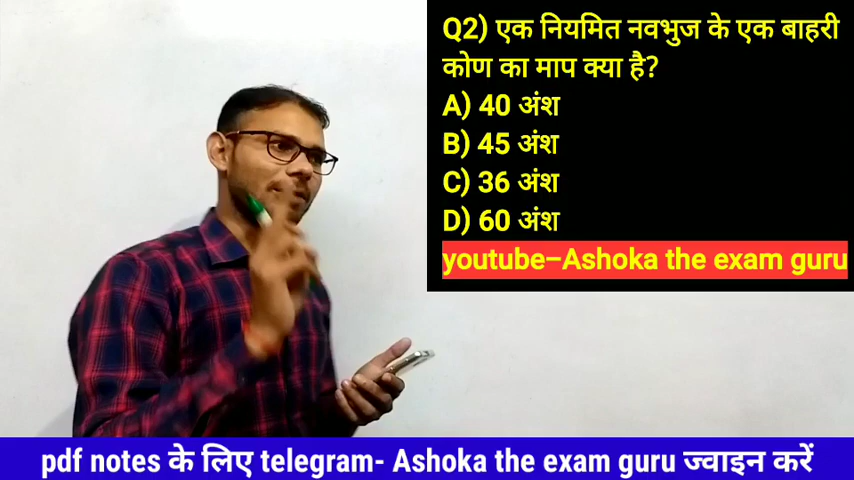 Q2) एक नियमित नवभुज के एक बाहरी
कोण का माप क्या है?
A) 40 अंश
B) 45 अंश
C) 36 अंश
D) 60 अंश
youtube–Ashoka the exam guru
pdf notes के लिए telegram- Ashoka the exam guru ज्वाइन करें